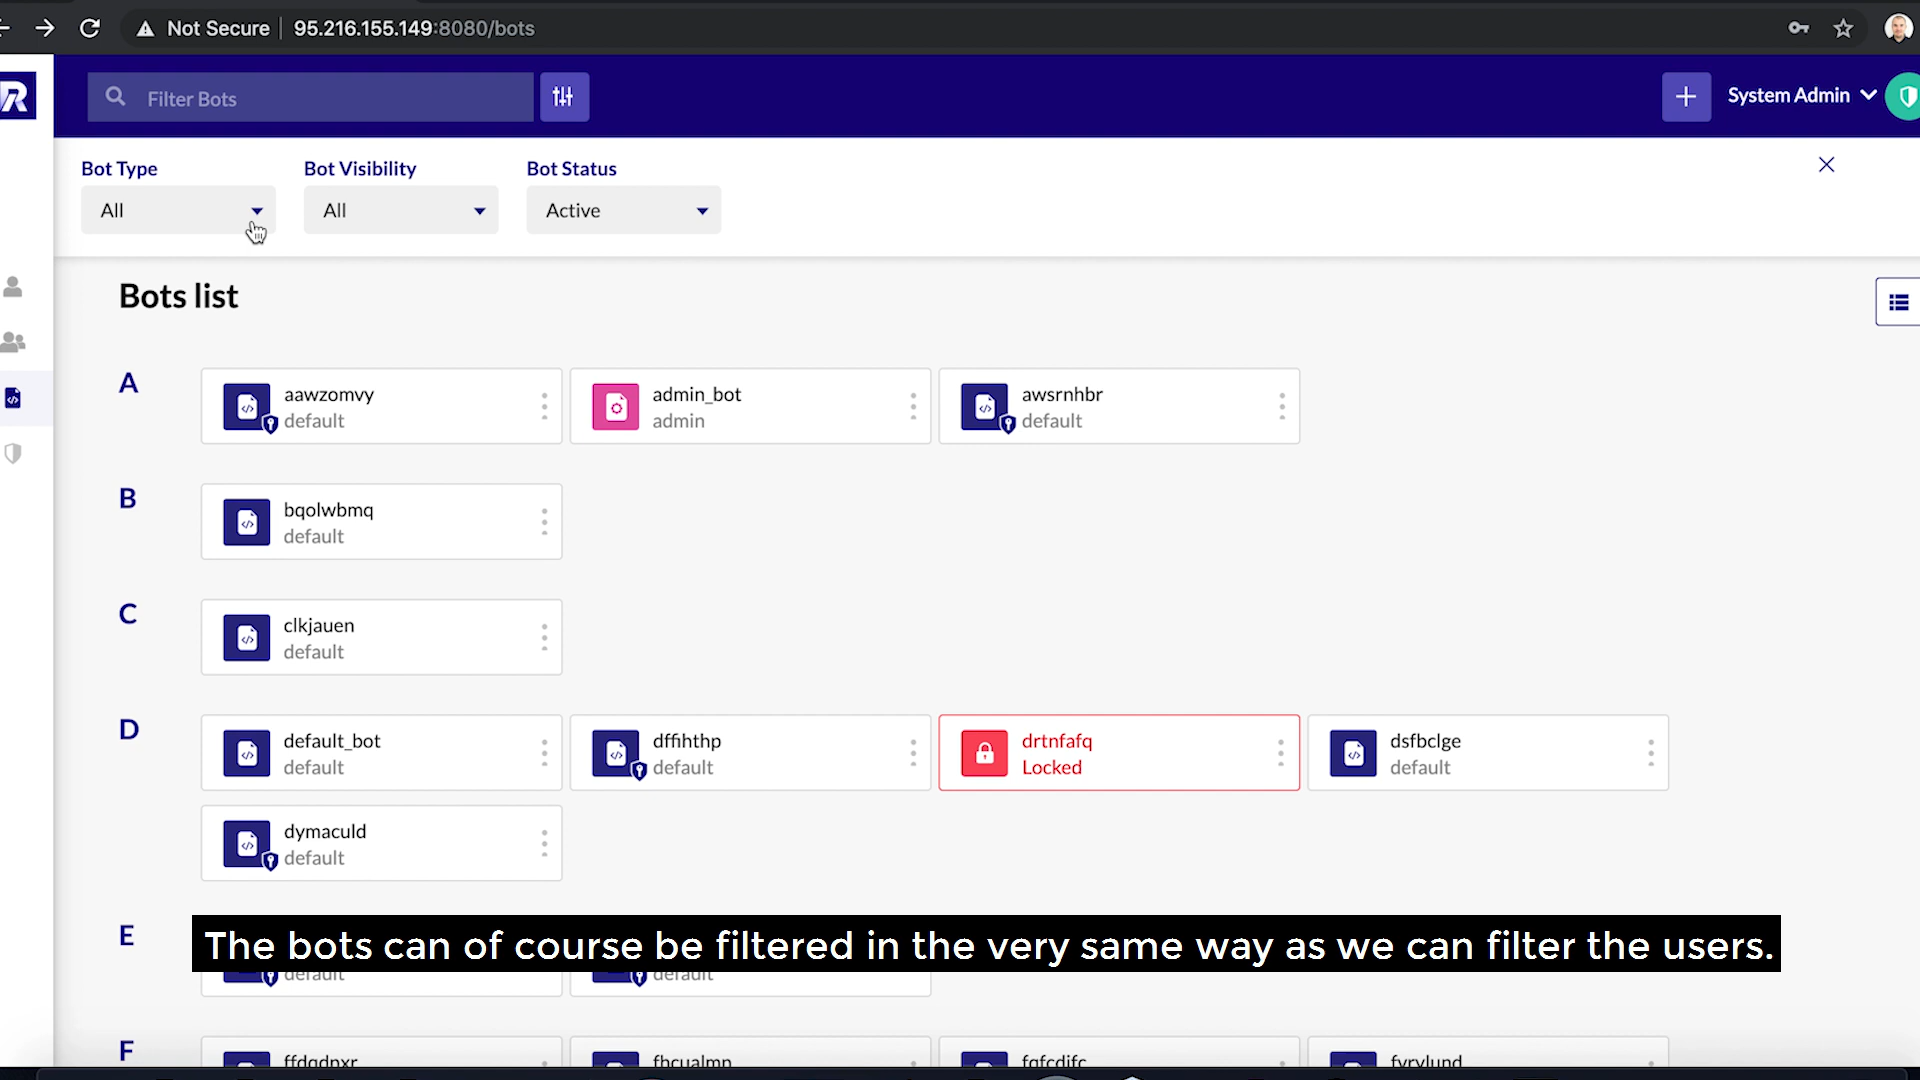 Not Secure 95.216.155.149:8080/bots
R
Filter Bots
System Admin
Bot Type
Bot Visibility
Bot Status
All
All
Active
Bots list
A
aawzomvy
default
admin_bot
admin
awsrnhbr
default
B
bqolwbmq
default
C
clkjauen
default
D
default_bot
default
dffihthp
default
drtnfafq
Locked
dsfbclge
default
dymaculd
default
E
The bots can of course be filtered in the very same way as we can filter the users.
default
default
F